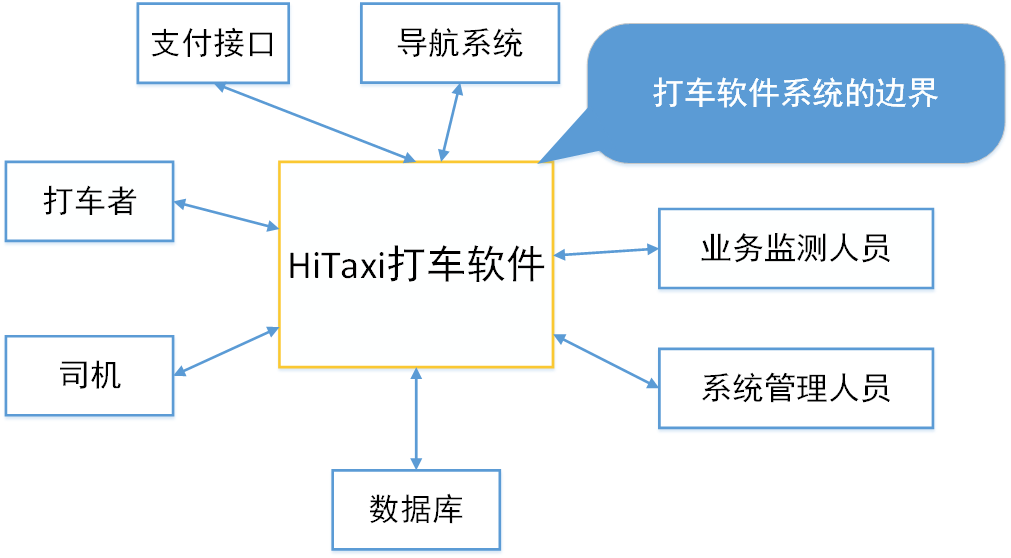 支付接口
导航系统
打车软件系统的边界
打车者
业务监测人员
HiTaxi打车软件
司机
系统管理人员
数据库